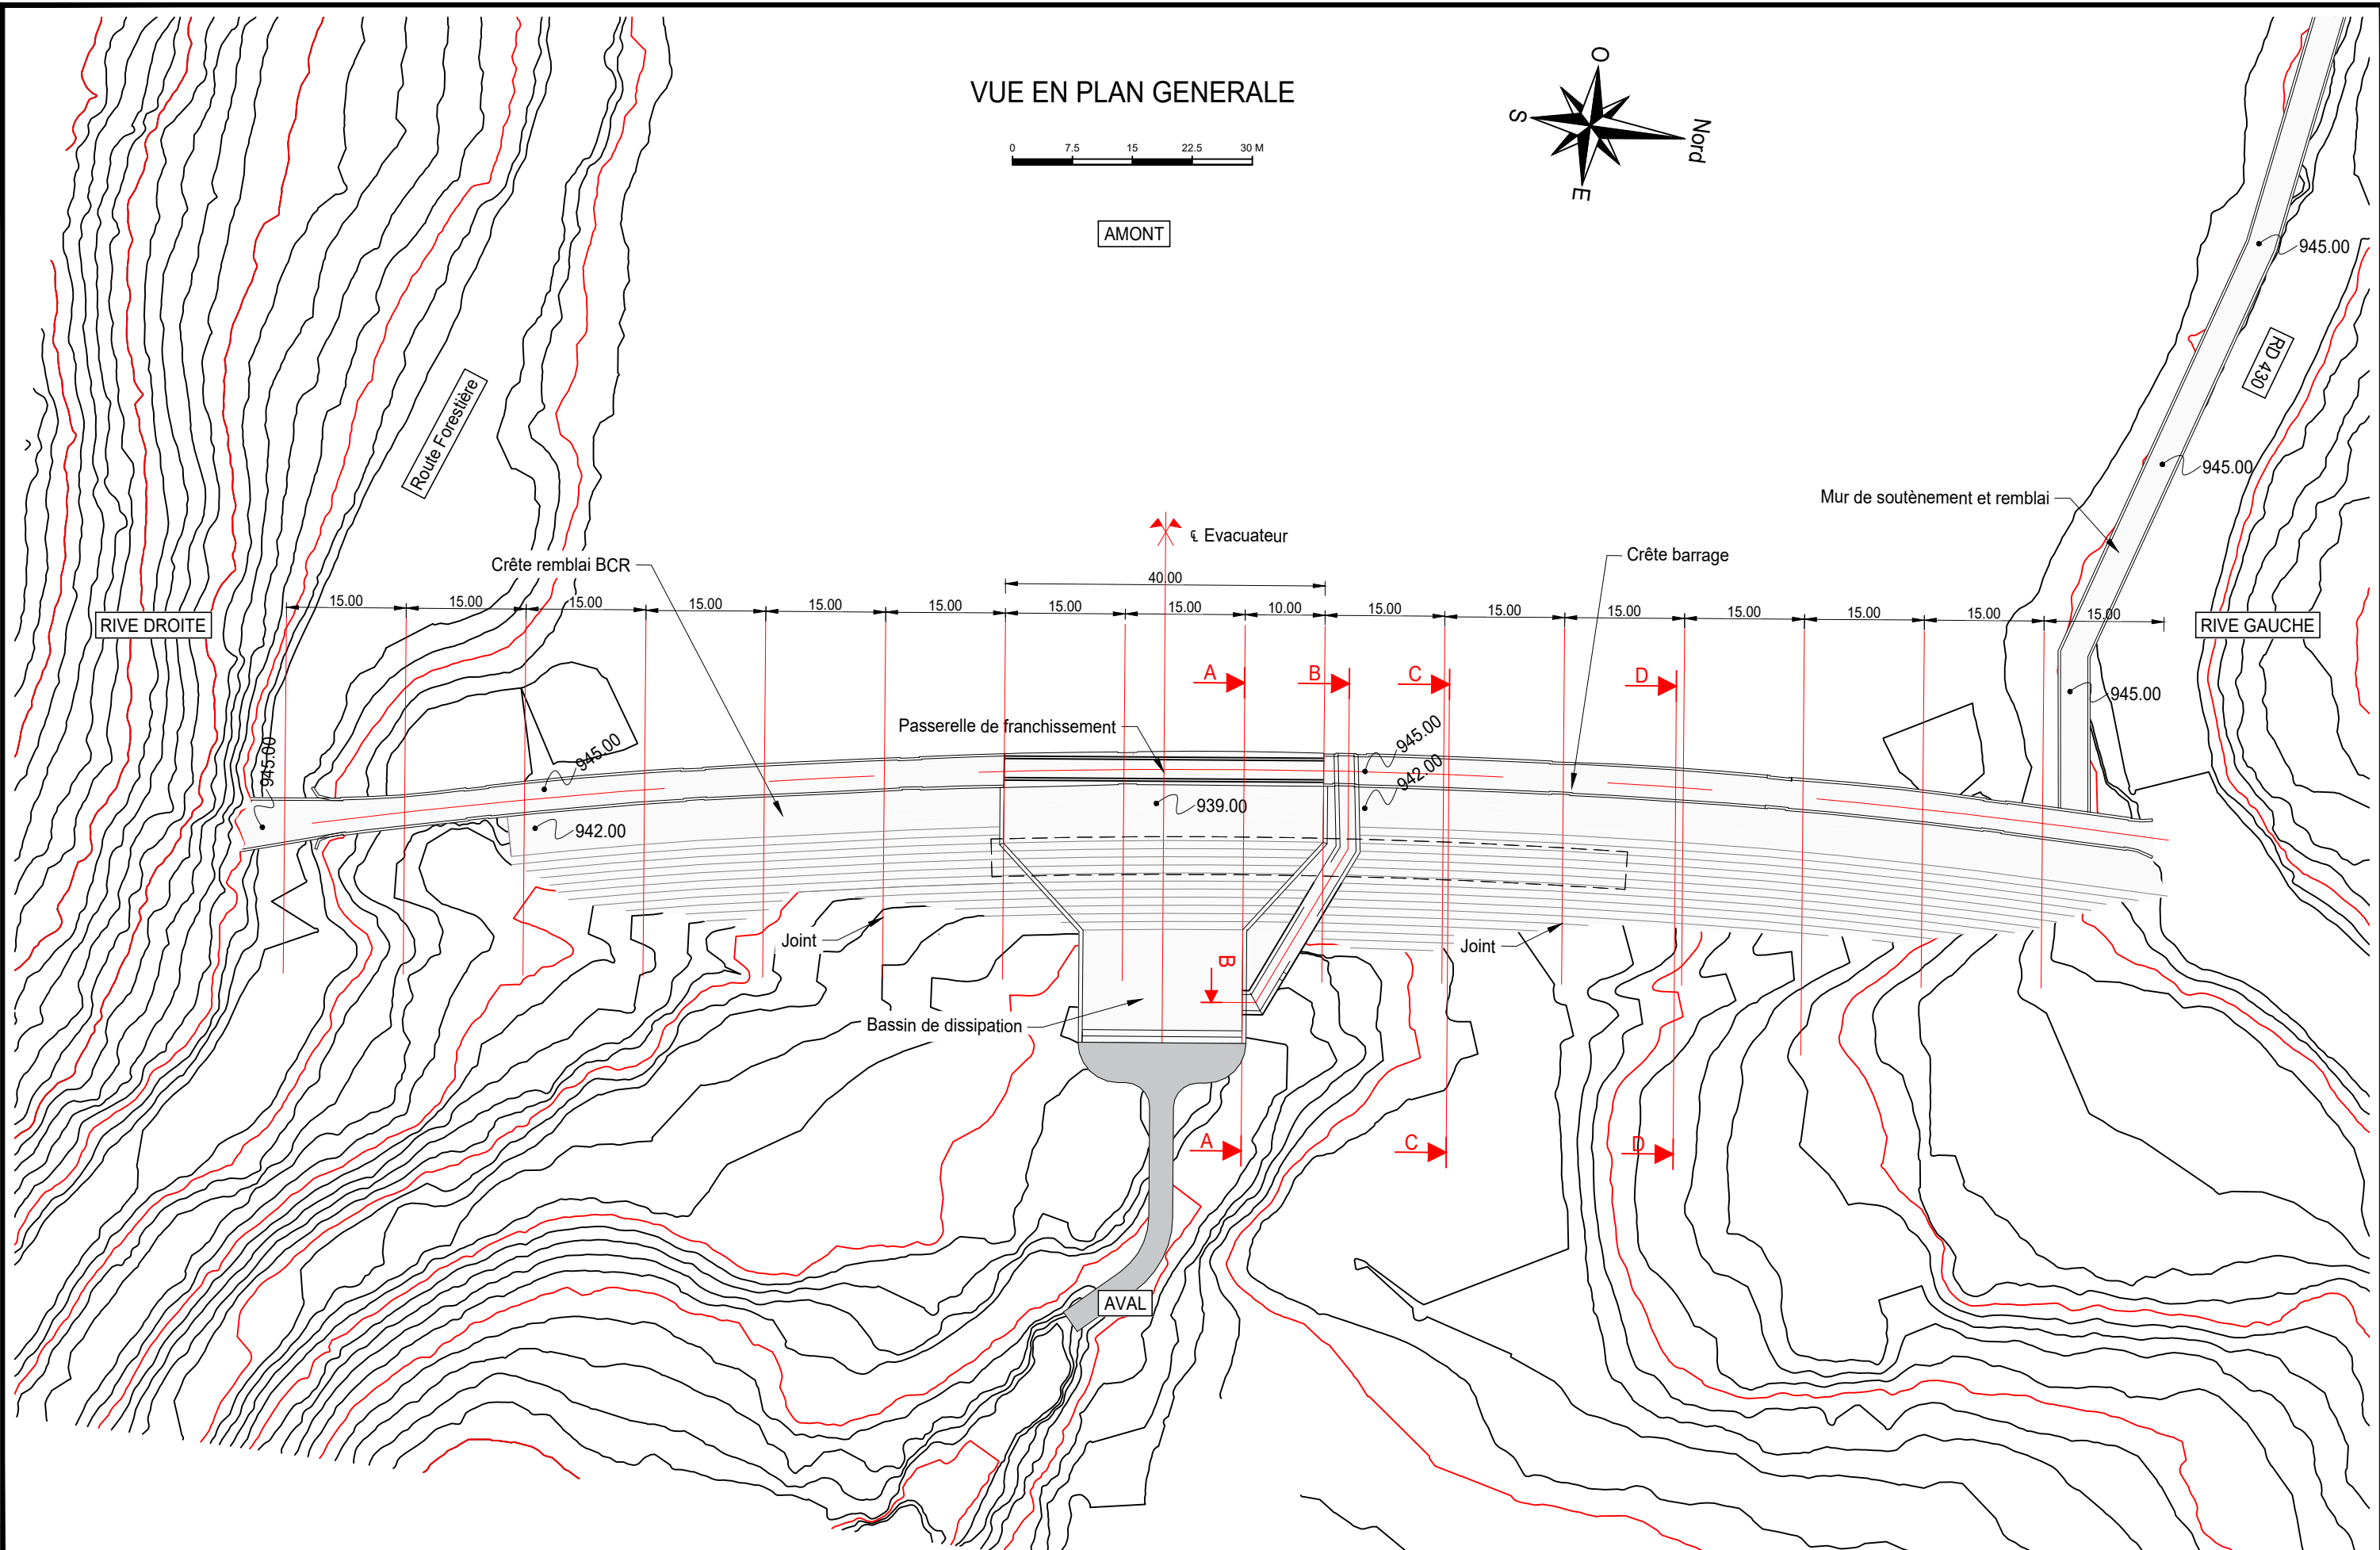 VUE EN PLAN GENERALE
0 7.5 15 22.5 30 M
O
S
Nord
E
AMONT
945.00
RD 430
Route Forestière
945.00
Mur de soutènement et remblai
℄ Evacuateur
Crête remblai BCR
Crête barrage
40.00
15.00 15.00 15.00 15.00 15.00 15.00 15.00 15.00 10.00 15.00 15.00 15.00 15.00 15.00 15.00 15.00
RIVE DROITE
RIVE GAUCHE
A
B
C
D
945.00
Passerelle de franchissement
945.00
945.00
945.00
942.00
939.00
942.00
Joint
Joint
B
Bassin de dissipation
A
C
D
AVAL